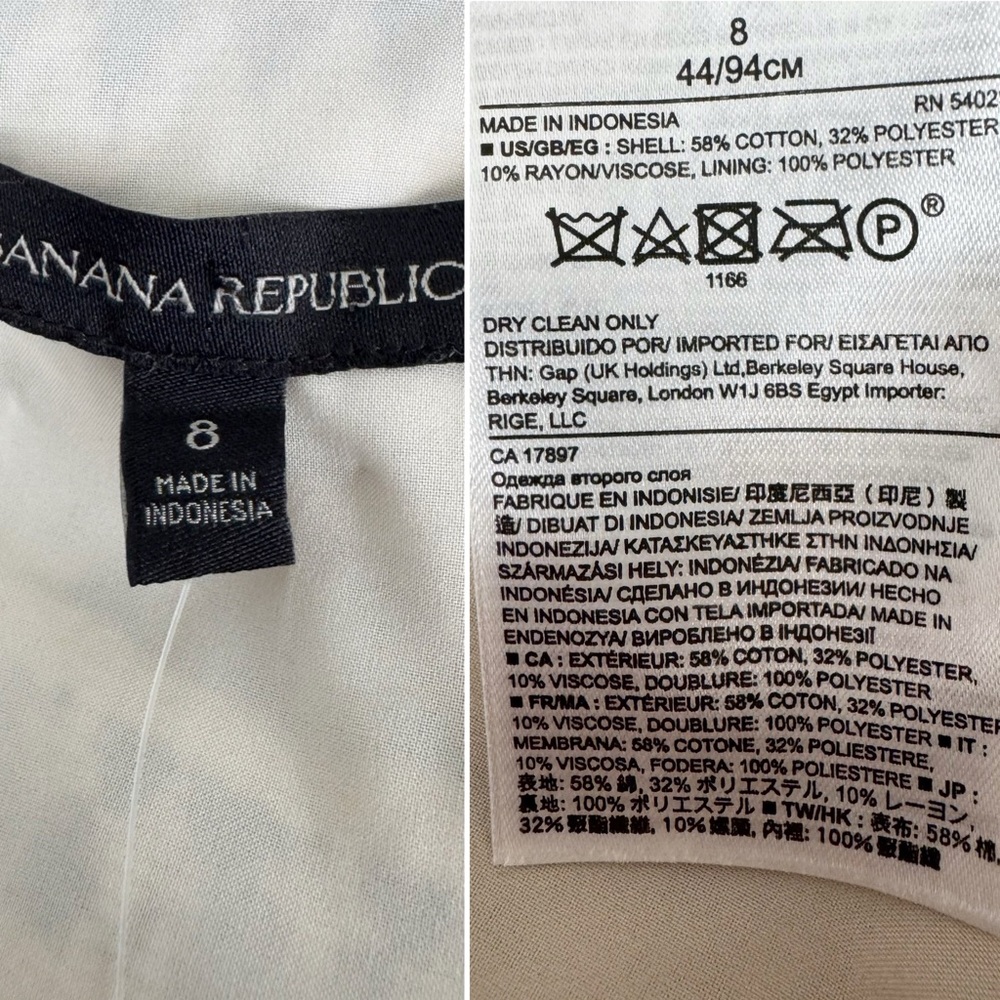 BANANA REPUBLIC
8
MADE IN
INDONESIA
8
44/94CM
RN 5402
MADE IN INDONESIA
■ US/GB/EG : SHELL: 58% COTTON, 32% POLYESTER
10% RAYON/VISCOSE, LINING: 100% POLYESTER
P ®
1166
DRY CLEAN ONLY
DISTRIBUIDO POR/ IMPORTED FOR/ ΕΙΣΑΓΕΤΑΙ ΑΠΟ
ΤΗΝ: Gap (UK Holdings) Ltd,Berkeley Square House,
Berkeley Square, London W1J 6BS Egypt Importer:
RIGE, LLC
CA 17897
Одежда второго слоя
FABRIQUE EN INDONISIE/ 印度尼西亞（印尼）製
造/ DIBUAT DI INDONESIA/ ZEMLJA PROIZVODNJE
INDONEZIJA/ ΚΑΤΑΣΚΕΥΑΣΤΗΚΕ ΣΤΗΝ ΙΝΔΟΝΗΣΙΑ/
SZÁRMAZÁSI HELY: INDONÉZIA/ FABRICADO NA
INDONÉSIA/ СДЕЛАНО В ИНДОНЕЗИИ/ HECHO
EN INDONESIA CON TELA IMPORTADA/ MADE IN
ENDENOZYA/ ВИРОБЛЕНО В ІНДОНЕЗІЇ
■ CA : EXTÉRIEUR: 58% COTON, 32% POLYESTER,
10% VISCOSE, DOUBLURE: 100% POLYESTER
■ FR/MA : EXTÉRIEUR: 58% COTON, 32% POLYESTER
10% VISCOSE, DOUBLURE: 100% POLYESTER ■ IT :
MEMBRANA: 58% COTONE, 32% POLIESTERE,
10% VISCOSA, FODERA: 100% POLIESTERE ■ JP :
表地: 58% 綿, 32% ポリエステル, 10% レーヨン,
裏地: 100% ポリエステル ■ TW/HK : 表布: 58% 棉,
32% 聚酯纖維, 10% 嫘縈, 內裡: 100% 聚酯纖